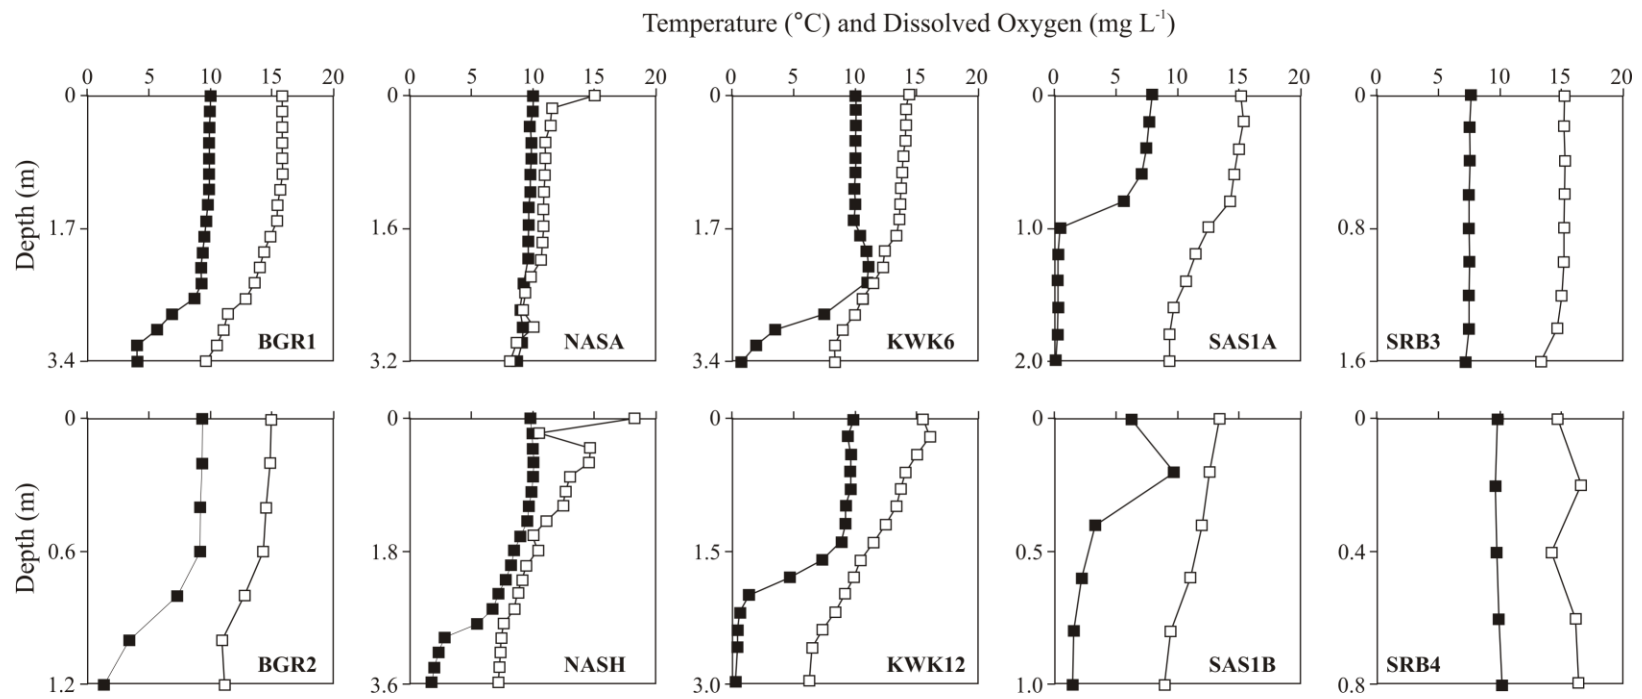 Temperature (°C) and Dissolved Oxygen (mg L⁻¹)
0 5 10 15 20 0 5 10 15 20 0 5 10 15 20 0 5 10 15 20 0 5 10 15 20
0 0 0 0 0
Depth (m)
1.7 1.6 1.7 1.0 0.8
BGR1 NASA KWK6 SAS1A SRB3
3.4 3.2 3.4 2.0 1.6
0 0 0 0 0
Depth (m)
0.6 1.8 1.5 0.5 0.4
BGR2 NASH KWK12 SAS1B SRB4
1.2 3.6 3.0 1.0 0.8